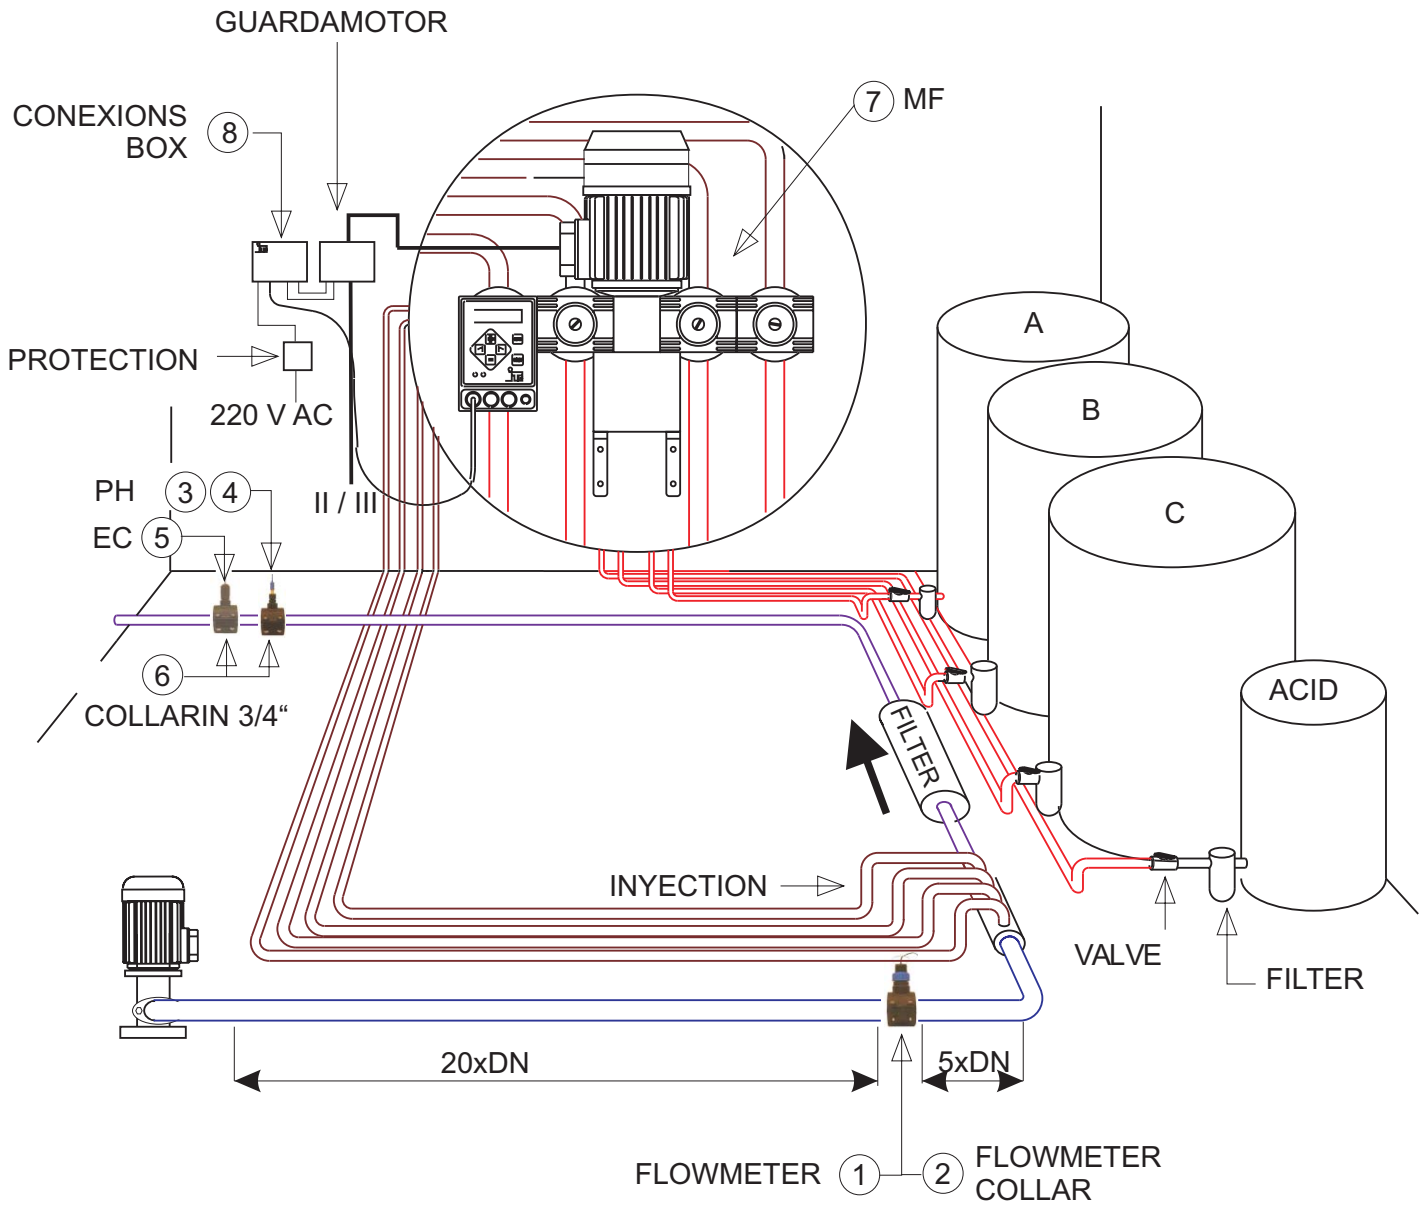 GUARDAMOTOR
CONEXIONS
BOX
8
7
MF
A
B
C
ACID
PROTECTION
220 V AC
II / III
PH
3
4
EC
5
6
COLLARIN 3/4“
FILTER
INYECTION
VALVE
FILTER
20xDN
5xDN
FLOWMETER
1
2
FLOWMETER
COLLAR